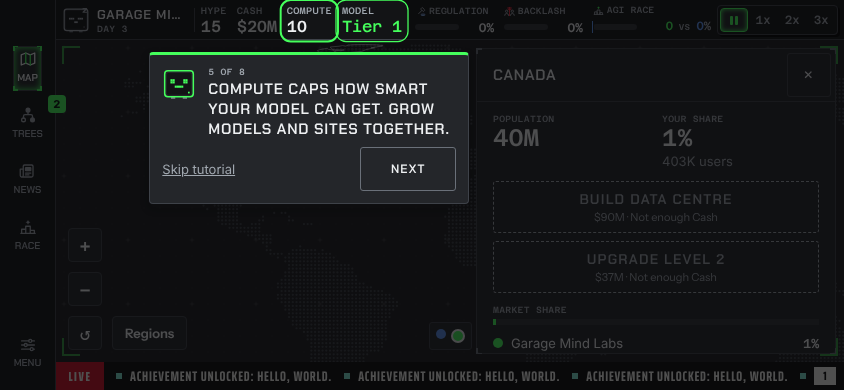 GARAGE MI...
DAY 3
HYPE
15
CASH
$20M
COMPUTE
10
MODEL
Tier 1
REGULATION
0%
BACKLASH
0%
AGI RACE
0 vs 0%
1x
2x
3x
MAP
2
TREES
NEWS
RACE
MENU
5 OF 8
COMPUTE CAPS HOW SMART
YOUR MODEL CAN GET. GROW
MODELS AND SITES TOGETHER.
Skip tutorial
NEXT
+
−
↺
Regions
CANADA
×
POPULATION
40M
YOUR SHARE
1%
403K users
BUILD DATA CENTRE
$90M · Not enough Cash
UPGRADE LEVEL 2
$37M · Not enough Cash
MARKET SHARE
Garage Mind Labs 1%
LIVE
ACHIEVEMENT UNLOCKED: HELLO, WORLD. ACHIEVEMENT UNLOCKED: HELLO, WORLD. ACHIEVEMENT UNLOCKED: HELLO, WORLD.
1